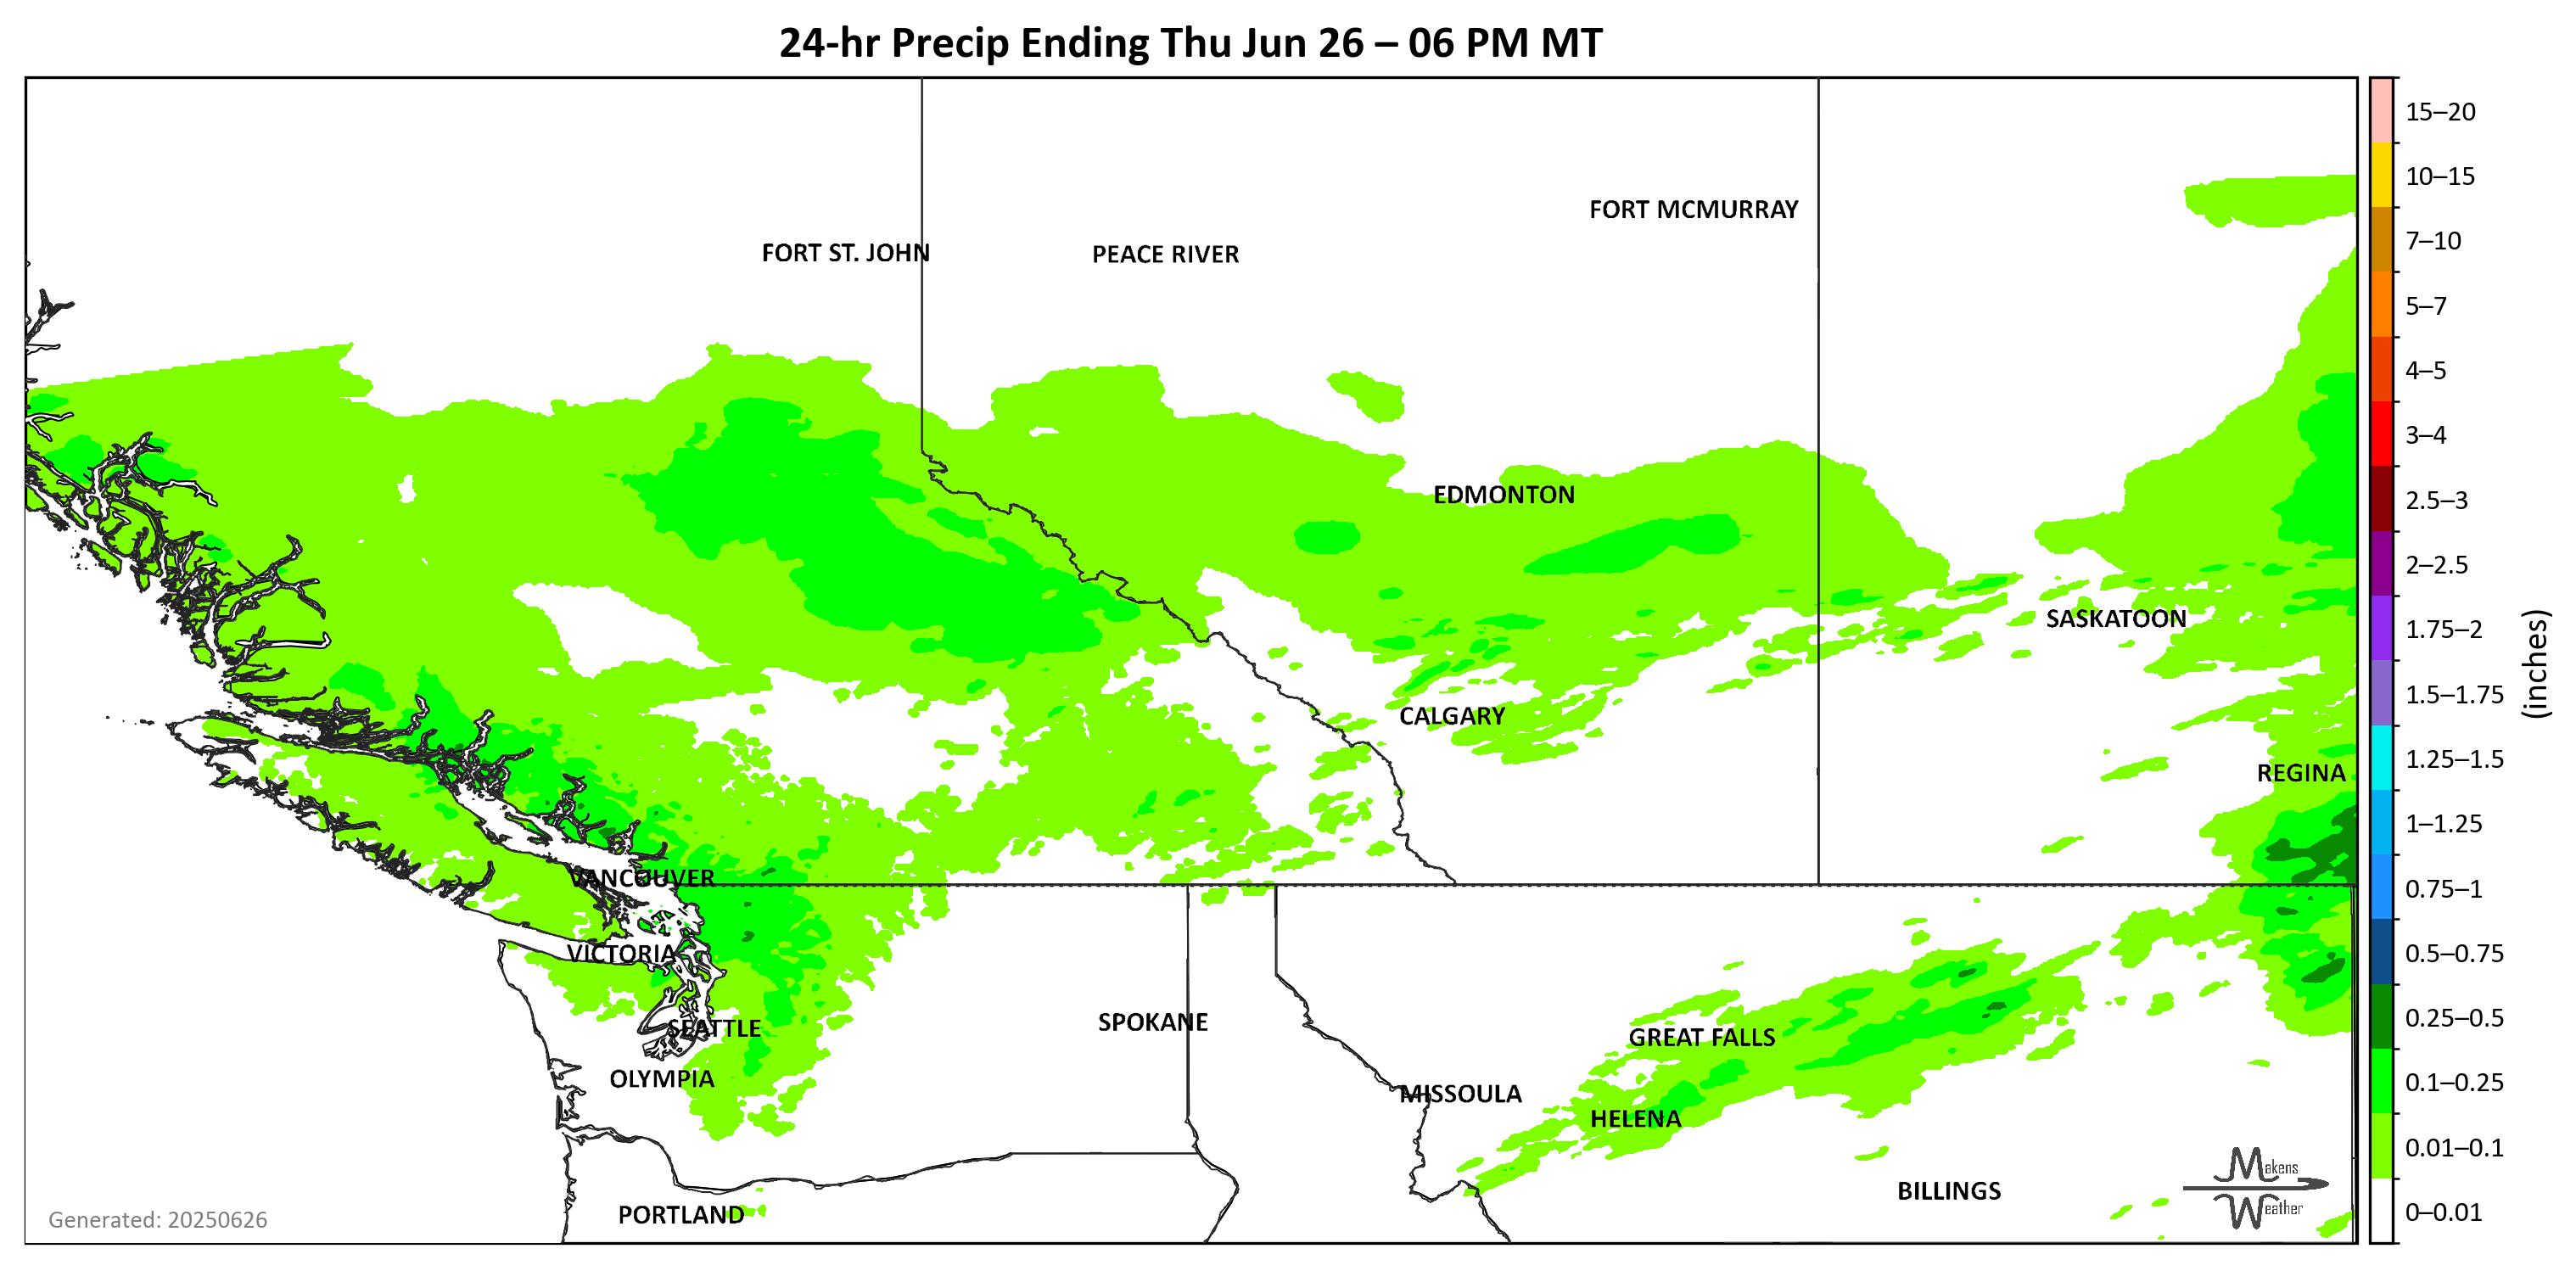 24-hr Precip Ending Thu Jun 26 – 06 PM MT
FORT MCMURRAY
FORT ST. JOHN
PEACE RIVER
EDMONTON
SASKATOON
CALGARY
REGINA
VANCOUVER
VICTORIA
SEATTLE
SPOKANE
GREAT FALLS
OLYMPIA
MISSOULA
HELENA
BILLINGS
PORTLAND
Generated: 20250626
Makens
Weather
15–20
10–15
7–10
5–7
4–5
3–4
2.5–3
2–2.5
1.75–2
1.5–1.75
1.25–1.5
1–1.25
0.75–1
0.5–0.75
0.25–0.5
0.1–0.25
0.01–0.1
0–0.01
(inches)